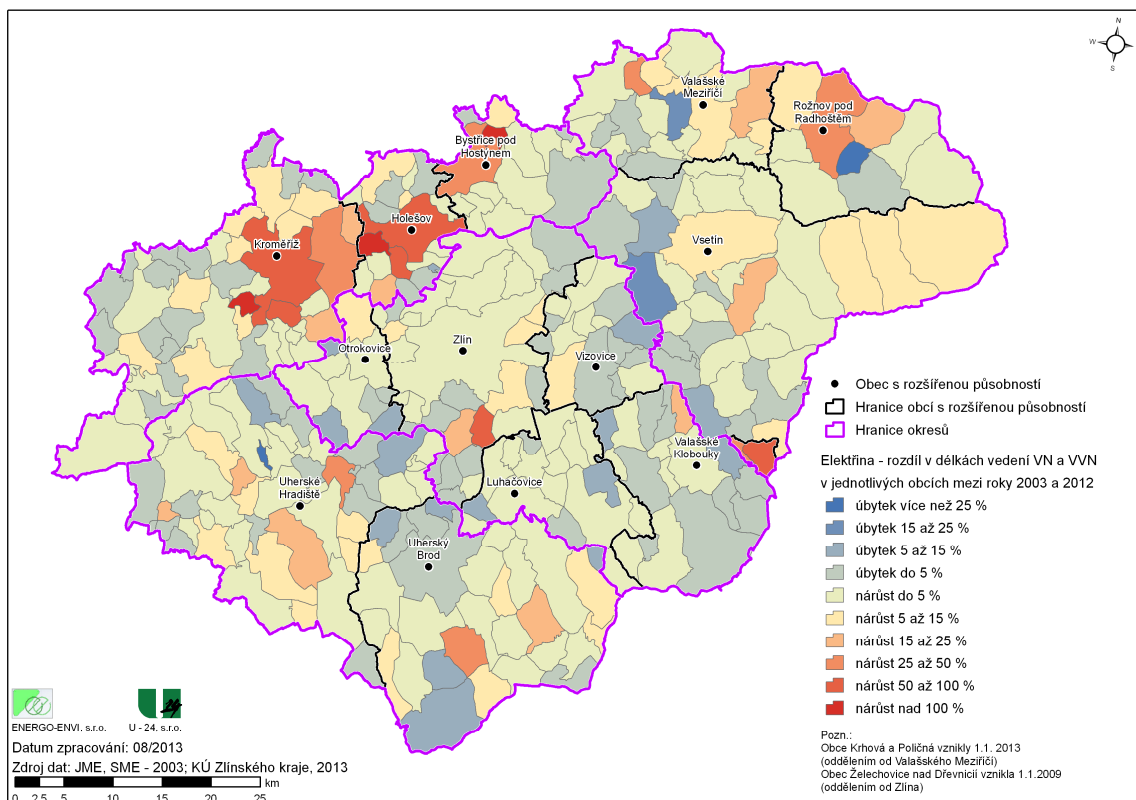 N
W
S
Valašské
Meziříčí
Rožnov pod
Radhoštěm
Bystřice pod
Hostýnem
Holešov
Kroměříž
Vsetín
Otrokovice
Zlín
Vizovice
Valašské
Klobouky
Uherské
Hradiště
Luhačovice
Uherský
Brod
Obec s rozšířenou působností
Hranice obcí s rozšířenou působností
Hranice okresů
Elektřina - rozdíl v délkách vedení VN a VVN
v jednotlivých obcích mezi roky 2003 a 2012
úbytek více než 25 %
úbytek 15 až 25 %
úbytek 5 až 15 %
úbytek do 5 %
nárůst do 5 %
nárůst 5 až 15 %
nárůst 15 až 25 %
nárůst 25 až 50 %
nárůst 50 až 100 %
nárůst nad 100 %
Pozn.:
Obce Krhová a Poličná vznikly 1.1. 2013
(oddělením od Valašského Meziříčí)
Obec Želechovice nad Dřevnicií vznikla 1.1.2009
(oddělením od Zlína)
ENERGO-ENVI. s.r.o. U - 24. s.r.o.
Datum zpracování: 08/2013
Zdroj dat: JME, SME - 2003; KÚ Zlínského kraje, 2013
km
0 2,5 5 10 15 20 25